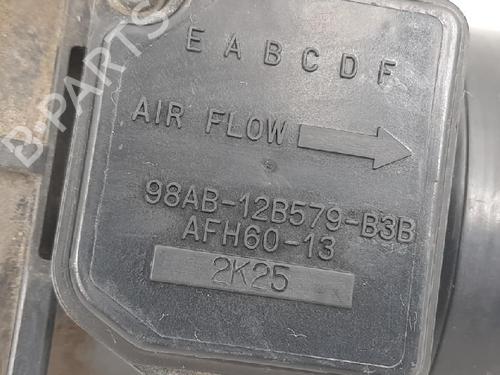 E A B C D F
AIR FLOW
98AB-12B579-B3B
AFH60-13
2K25
B-PARTS